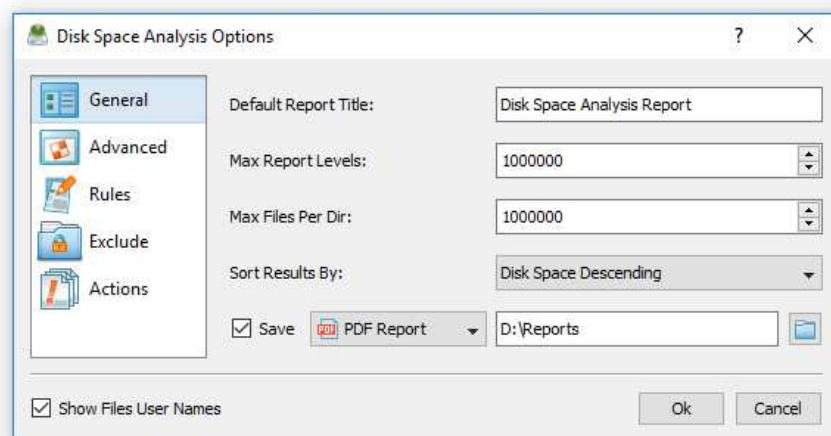 Disk Space Analysis Options
?
General
Advanced
Rules
Exclude
Actions
Default Report Title: Disk Space Analysis Report
Max Report Levels: 1000000
Max Files Per Dir: 1000000
Sort Results By: Disk Space Descending
Save PDF Report D:\Reports
Show Files User Names
Ok Cancel